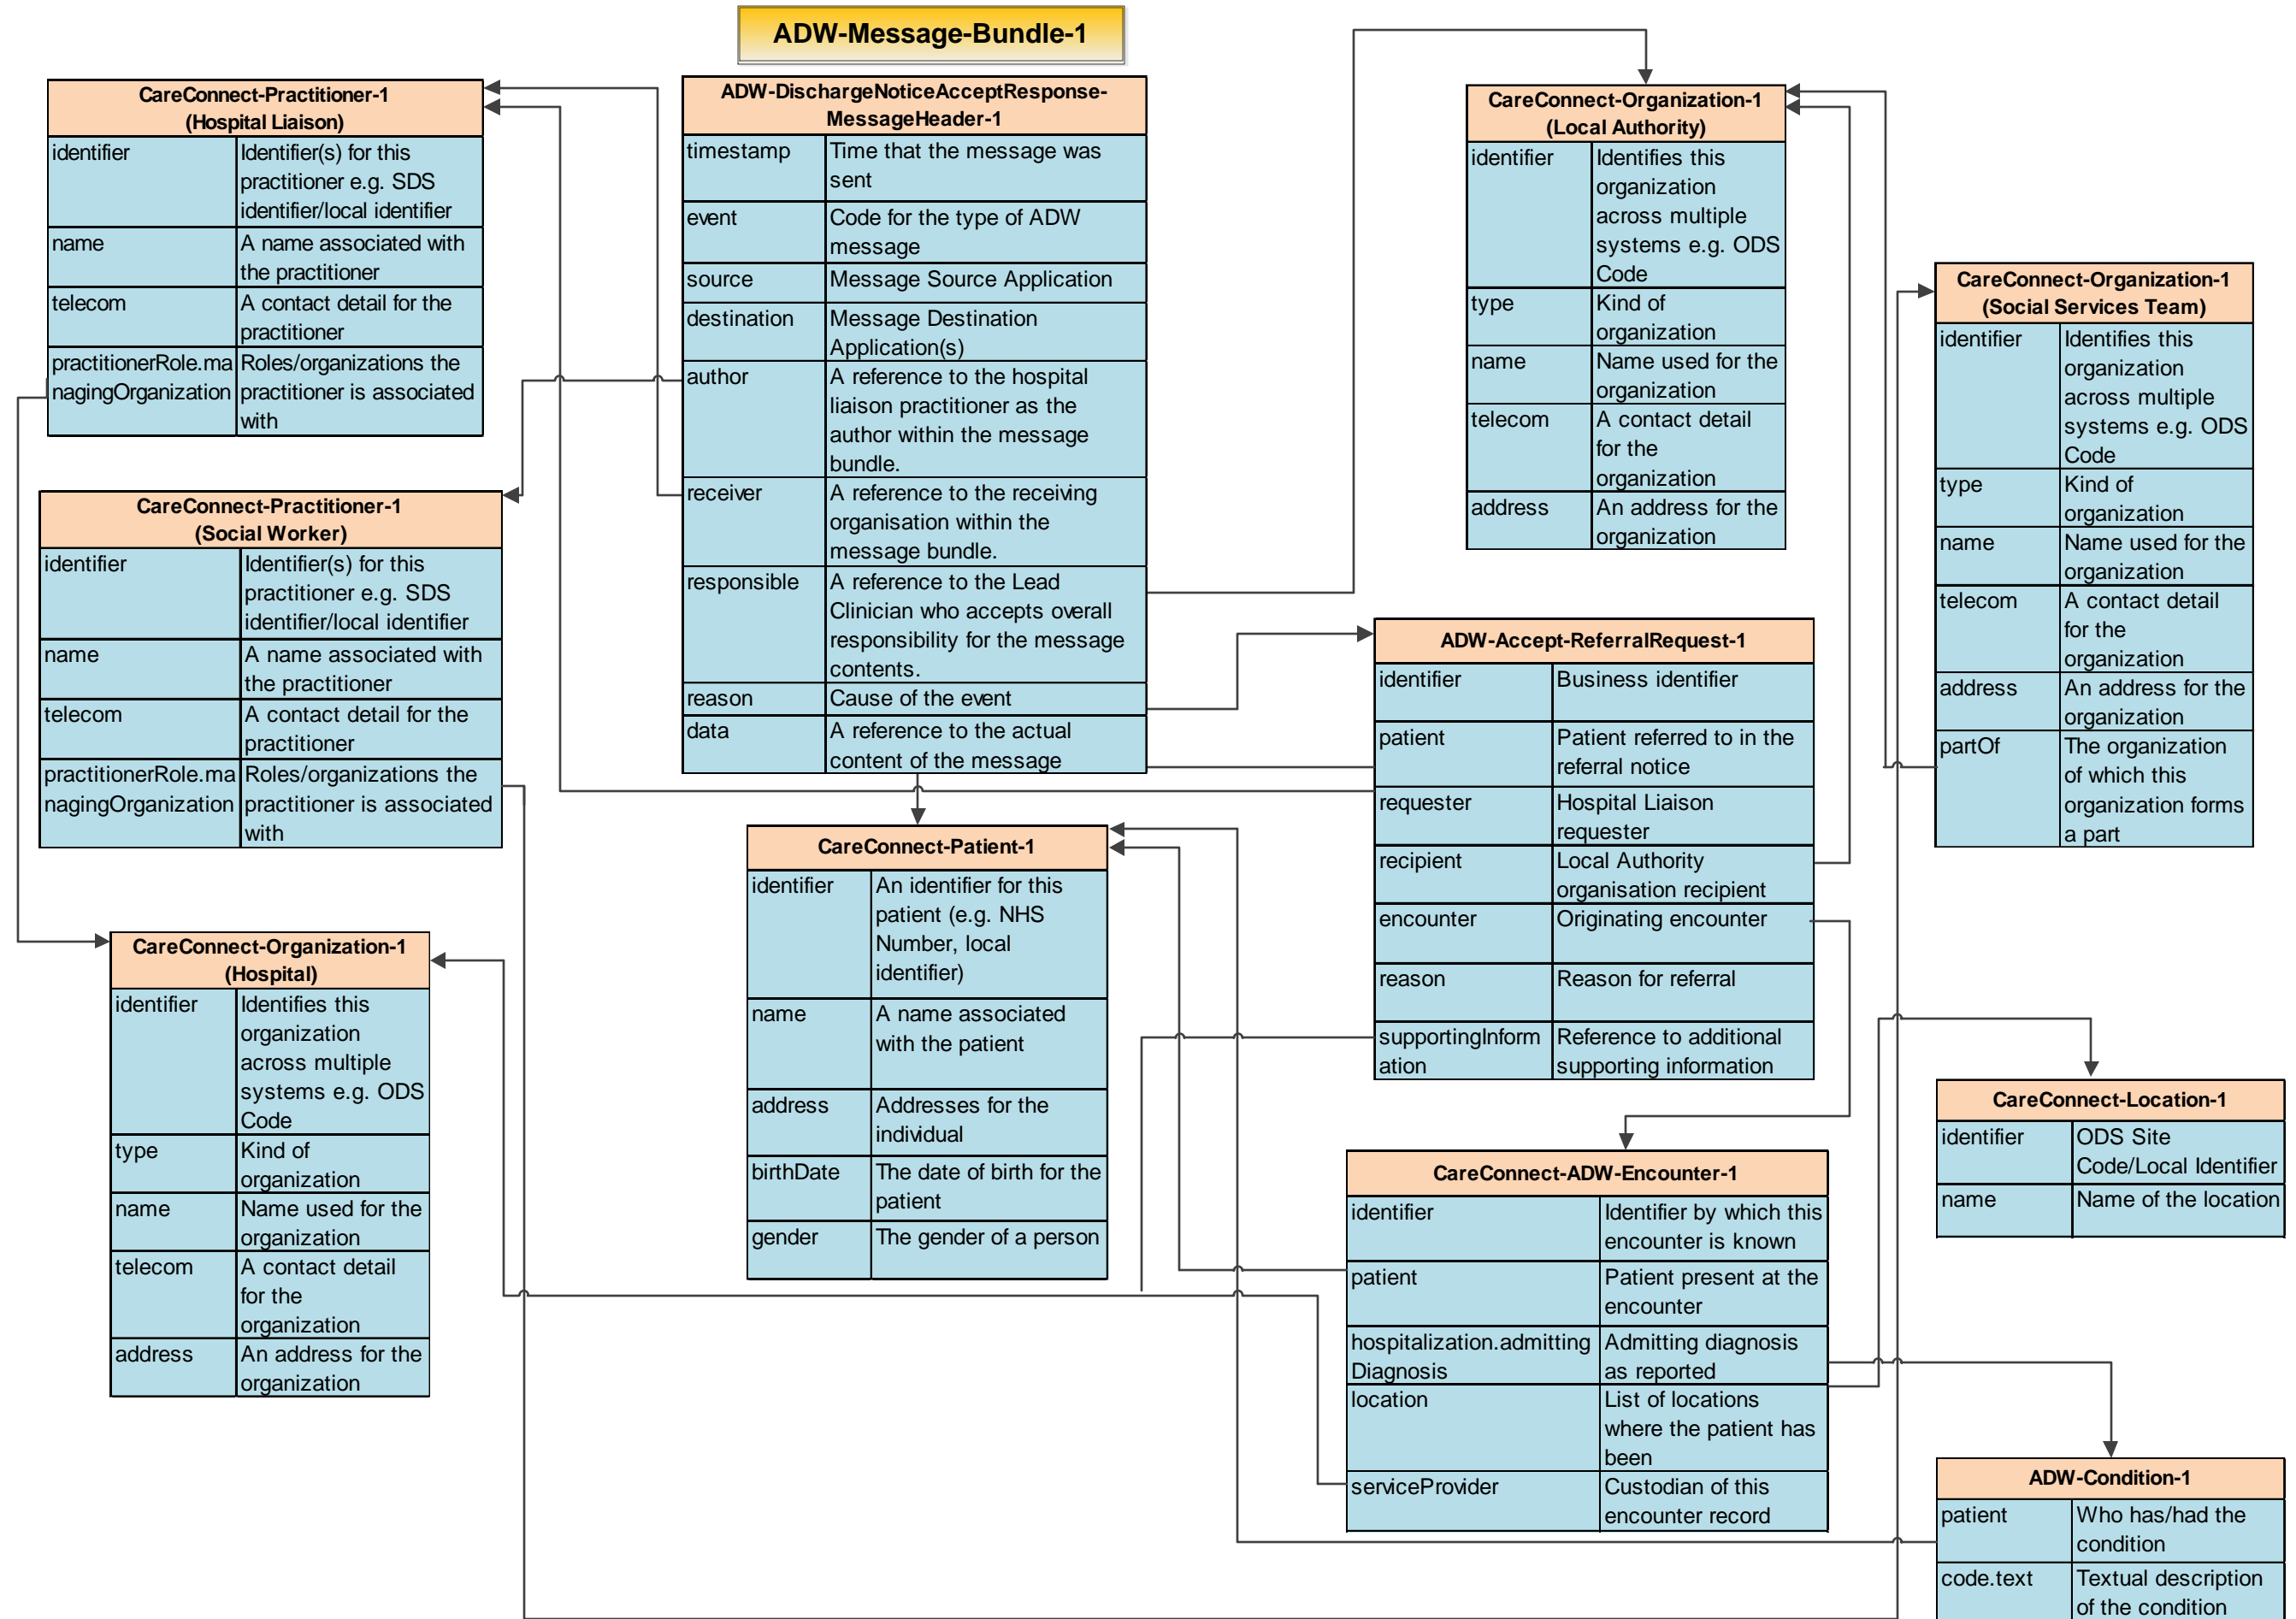 ADW-Message-Bundle-1
CareConnect-Practitioner-1
(Hospital Liaison)
identifier
Identifier(s) for this
practitioner e.g. SDS
identifier/local identifier
name
A name associated with
the practitioner
telecom
A contact detail for the
practitioner
practitionerRole.ma
nagingOrganization
Roles/organizations the
practitioner is associated
with
ADW-DischargeNoticeAcceptResponse-
MessageHeader-1
timestamp
Time that the message was
sent
event
Code for the type of ADW
message
source
Message Source Application
destination
Message Destination
Application(s)
author
A reference to the hospital
liaison practitioner as the
author within the message
bundle.
receiver
A reference to the receiving
organisation within the
message bundle.
responsible
A reference to the Lead
Clinician who accepts overall
responsibility for the message
contents.
reason
Cause of the event
data
A reference to the actual
content of the message
CareConnect-Organization-1
(Local Authority)
identifier
Identifies this
organization
across multiple
systems e.g. ODS
Code
type
Kind of
organization
name
Name used for the
organization
telecom
A contact detail
for the
organization
address
An address for the
organization
CareConnect-Organization-1
(Social Services Team)
identifier
Identifies this
organization
across multiple
systems e.g. ODS
Code
type
Kind of
organization
name
Name used for the
organization
telecom
A contact detail
for the
organization
address
An address for the
organization
partOf
The organization
of which this
organization forms
a part
CareConnect-Practitioner-1
(Social Worker)
identifier
Identifier(s) for this
practitioner e.g. SDS
identifier/local identifier
name
A name associated with
the practitioner
telecom
A contact detail for the
practitioner
practitionerRole.ma
nagingOrganization
Roles/organizations the
practitioner is associated
with
ADW-Accept-ReferralRequest-1
identifier
Business identifier
patient
Patient referred to in the
referral notice
requester
Hospital Liaison
requester
recipient
Local Authority
organisation recipient
encounter
Originating encounter
reason
Reason for referral
supportingInform
ation
Reference to additional
supporting information
CareConnect-Patient-1
identifier
An identifier for this
patient (e.g. NHS
Number, local
identifier)
name
A name associated
with the patient
address
Addresses for the
individual
birthDate
The date of birth for the
patient
gender
The gender of a person
CareConnect-Organization-1
(Hospital)
identifier
Identifies this
organization
across multiple
systems e.g. ODS
Code
type
Kind of
organization
name
Name used for the
organization
telecom
A contact detail
for the
organization
address
An address for the
organization
CareConnect-Location-1
identifier
ODS Site
Code/Local Identifier
name
Name of the location
CareConnect-ADW-Encounter-1
identifier
Identifier by which this
encounter is known
patient
Patient present at the
encounter
hospitalization.admitting
Diagnosis
Admitting diagnosis
as reported
location
List of locations
where the patient has
been
serviceProvider
Custodian of this
encounter record
ADW-Condition-1
patient
Who has/had the
condition
code.text
Textual description
of the condition